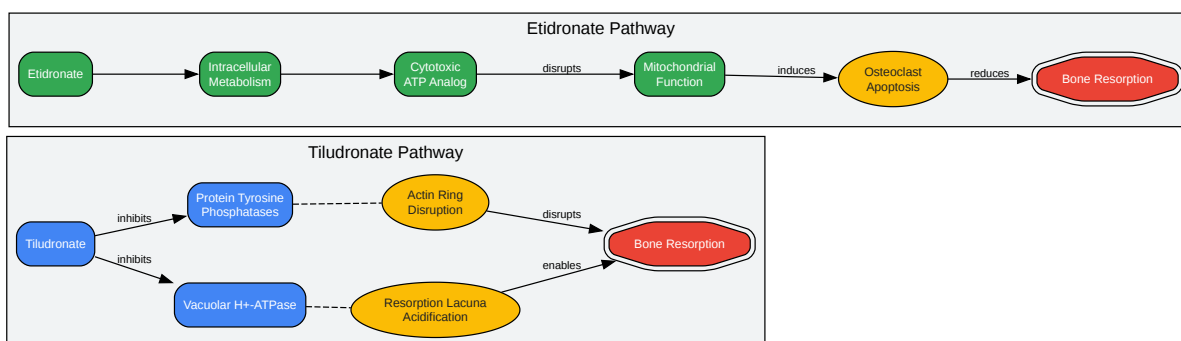 Etidronate Pathway
Etidronate
Intracellular
Metabolism
Cytotoxic
ATP Analog
disrupts
Mitochondrial
Function
induces
Osteoclast
Apoptosis
reduces
Bone Resorption
Tiludronate Pathway
Tiludronate
inhibits
Protein Tyrosine
Phosphatases
Actin Ring
Disruption
disrupts
inhibits
Vacuolar H+-ATPase
Resorption Lacuna
Acidification
enables
Bone Resorption